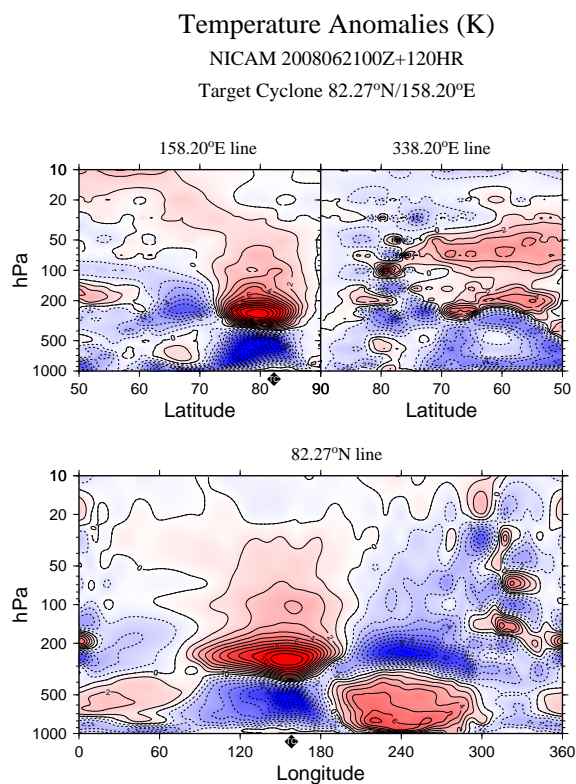 Temperature Anomalies (K)
NICAM 2008062100Z+120HR
Target Cyclone 82.27°N/158.20°E
158.20°E line
338.20°E line
hPa
10
20
50
100
200
500
1000
50
60
70
80
90
80
70
60
50
Latitude
Latitude
82.27°N line
hPa
10
20
50
100
200
500
1000
0
60
120
180
240
300
360
Longitude